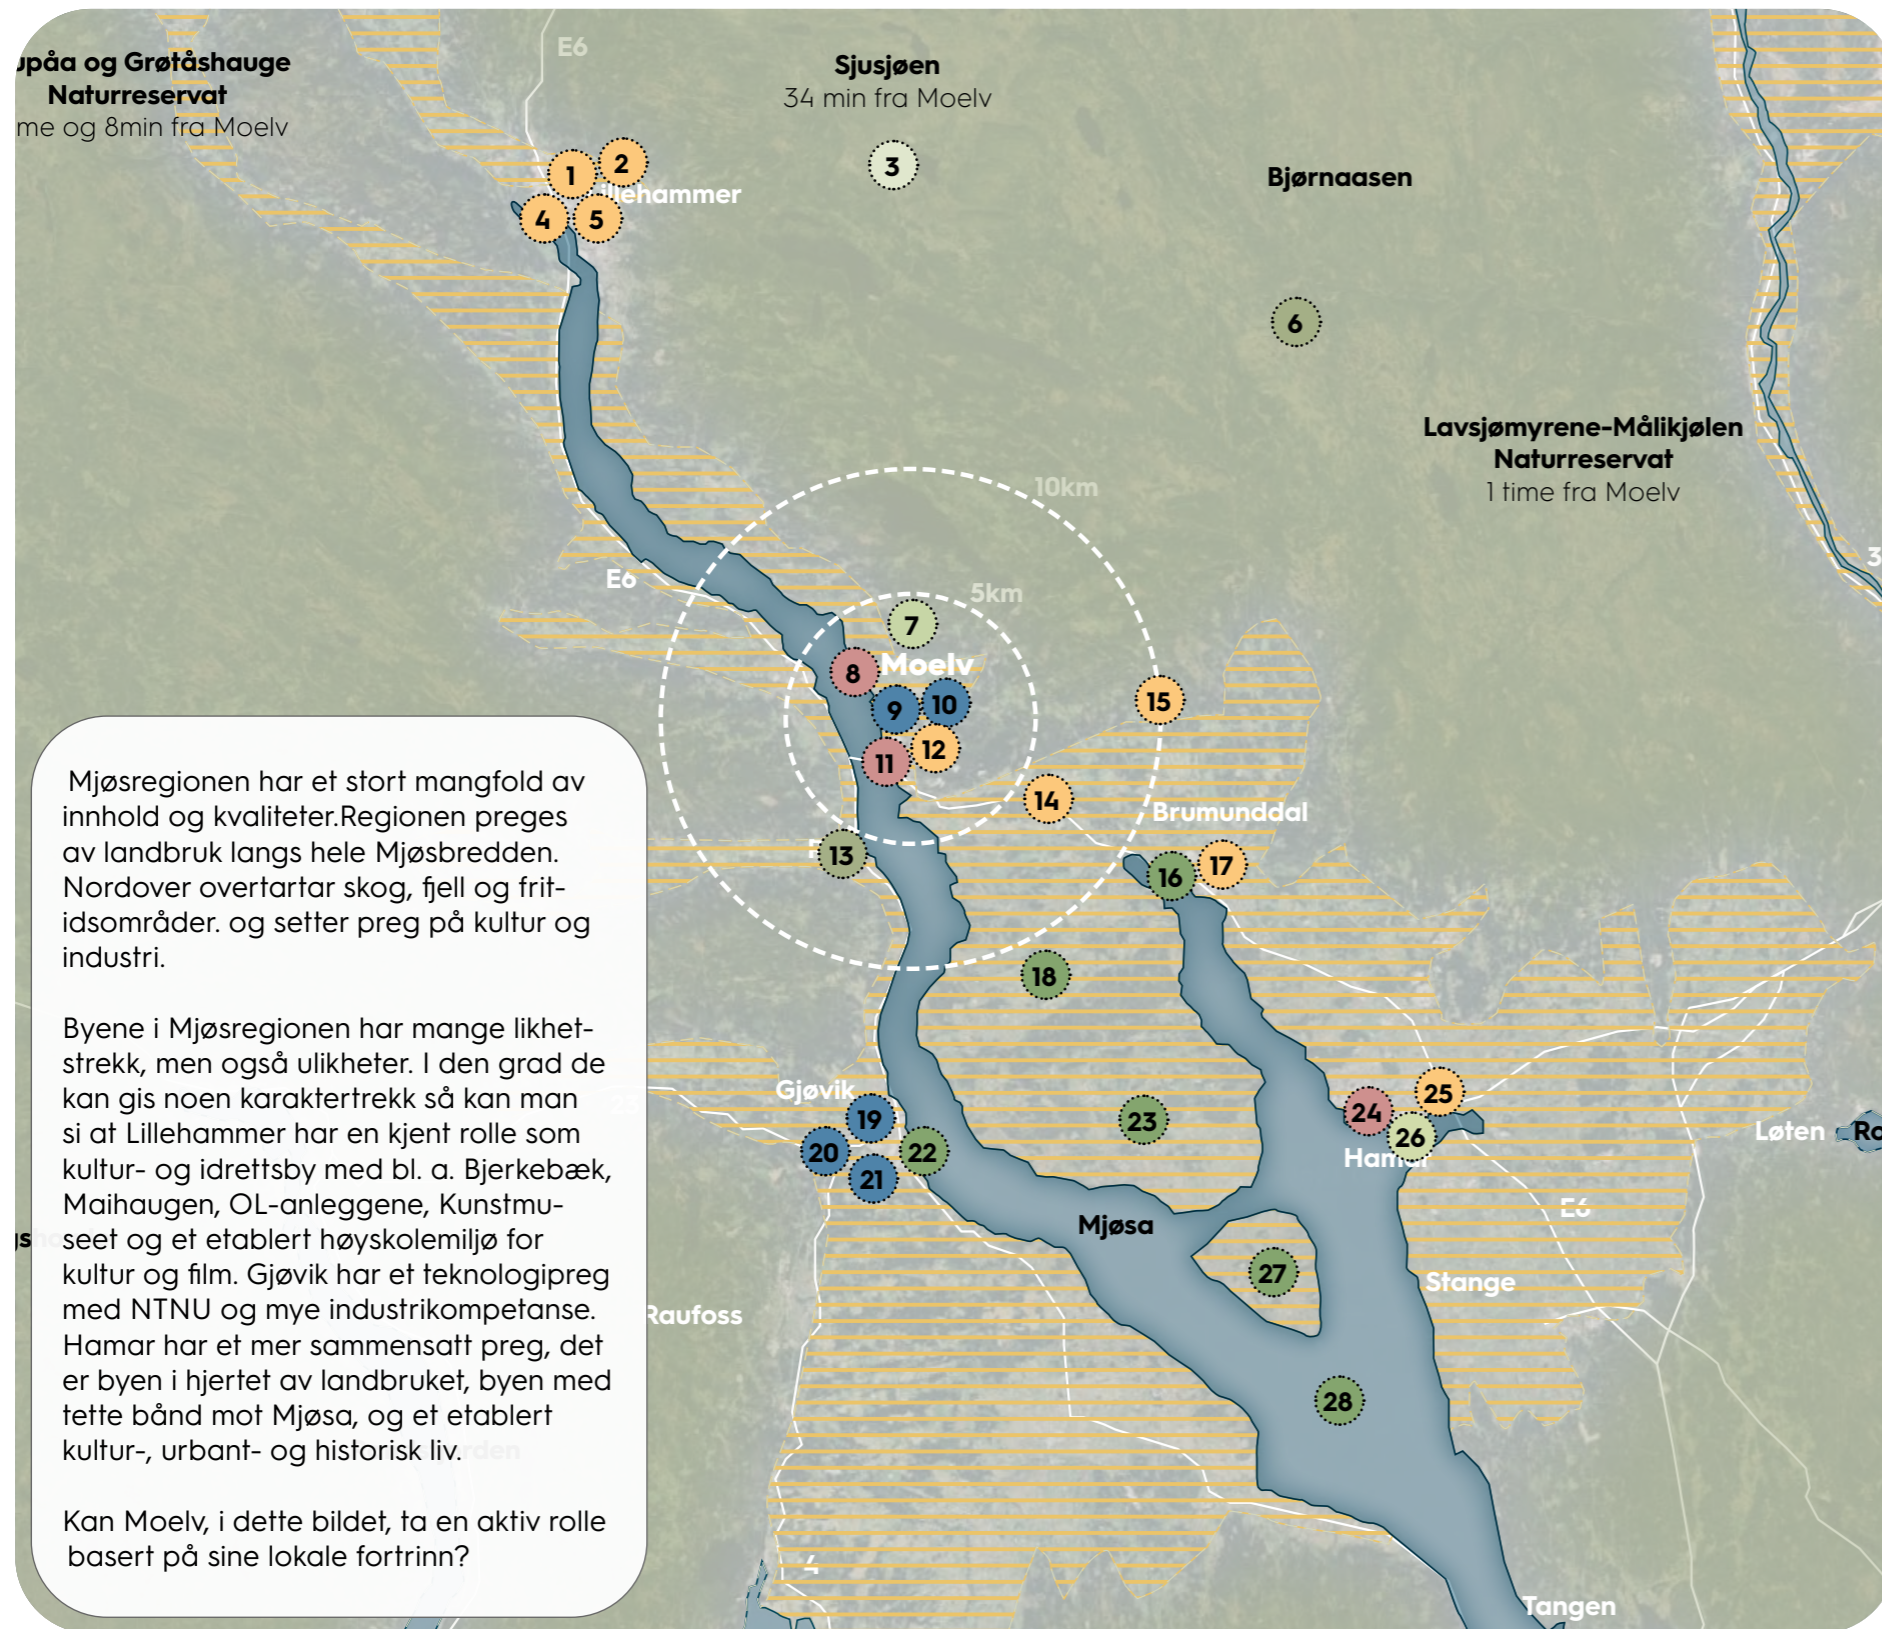 upåa og Grøtåshauge
Naturreservat
me og 8min fra Moelv
E6
Sjusjøen
34 min fra Moelv
1
2
3
Lillehammer
4
5
Bjørnaasen
6
Lavsjømyrene-Målikjølen
Naturreservat
1 time fra Moelv
3
10km
5km
E6
7
Moelv
8
9
10
11
12
13
14
15
Brumunddal
16
17
18
Gjøvik
23
19
20
21
22
23
24
25
26
Hamar
Løten
Ro
Mjøsa
E6
27
Stange
Raufoss
28
4
Tangen
Mjøsregionen har et stort mangfold av
innhold og kvaliteter.Regionen preges
av landbruk langs hele Mjøsbredden.
Nordover overtartar skog, fjell og frit-
idsområder. og setter preg på kultur og
industri.
Byene i Mjøsregionen har mange likhet-
strekk, men også ulikheter. I den grad de
kan gis noen karaktertrekk så kan man
si at Lillehammer har en kjent rolle som
kultur- og idrettsby med bl. a. Bjerkebæk,
Maihaugen, OL-anleggene, Kunstmu-
seet og et etablert høyskolemiljø for
kultur og film. Gjøvik har et teknologipreg
med NTNU og mye industrikompetanse.
Hamar har et mer sammensatt preg, det
er byen i hjertet av landbruket, byen med
tette bånd mot Mjøsa, og et etablert
kultur-, urbant- og historisk liv.
Kan Moelv, i dette bildet, ta en aktiv rolle
basert på sine lokale fortrinn?